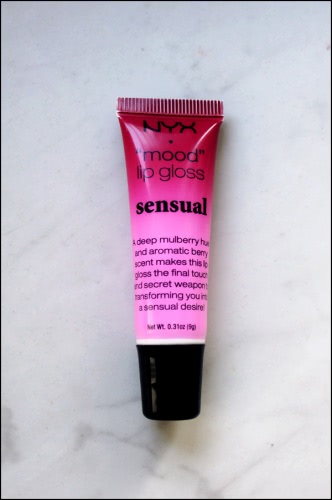 NYX
"mood"
lip gloss
sensual
A deep mulberry hue
and aromatic berry
scent makes this lip
gloss the final touch
and secret weapon
transforming you into
a sensual desire!
Net Wt. 0.31oz (9g)